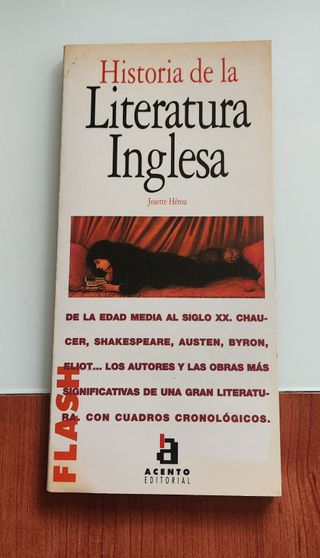 Historia de la
Literatura
Inglesa
Josette Hérou
DE LA EDAD MEDIA AL SIGLO XX. CHAU-
CER, SHAKESPEARE, AUSTEN, BYRON,
ELIOT... LOS AUTORES Y LAS OBRAS MÁS
SIGNIFICATIVAS DE UNA GRAN LITERATU-
RA. CON CUADROS CRONOLÓGICOS.
FLASH
a
ACENTO
EDITORIAL